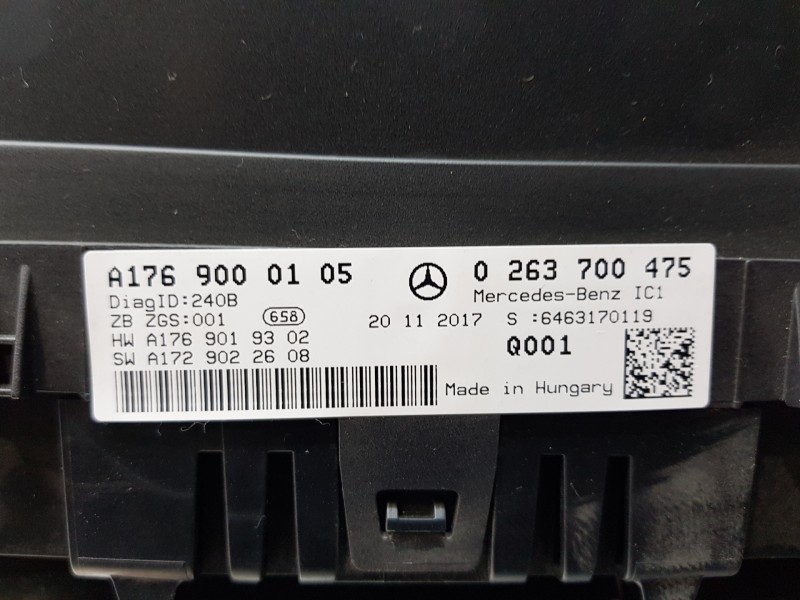 A176 900 01 05
0 263 700 475
DiagID:240B
Mercedes-Benz IC1
ZB ZGS:001 658
20 11 2017 S :6463170119
HW A176 901 93 02
Q001
SW A172 902 26 08
Made in Hungary